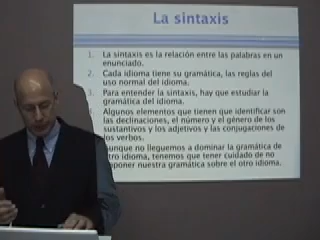 La sintaxis
1. La sintaxis es la relación entre las palabras en un
enunciado.
2. Cada idioma tiene su gramática, las reglas del
uso normal del idioma.
3. Para entender la sintaxis, hay que estudiar la
gramática del idioma.
4. Algunos elementos que tienen que identificar son
las declinaciones, el número y el género de los
sustantivos y los adjetivos y las conjugaciones de
los verbos.
Aunque no lleguemos a dominar la gramática de
otro idioma, tenemos que tener cuidado de no
poner nuestra gramática sobre el otro idioma.